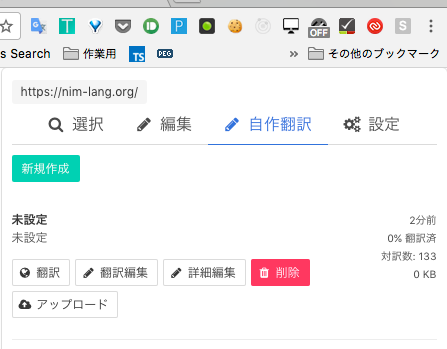 OFF
s Search 作業用 TS PEG » その他のブックマーク
https://nim-lang.org/
選択 編集 自作翻訳 設定
新規作成
未設定 2分前
未設定 0% 翻訳済
対訳数: 133
翻訳 翻訳編集 詳細編集 削除 0 KB
アップロード